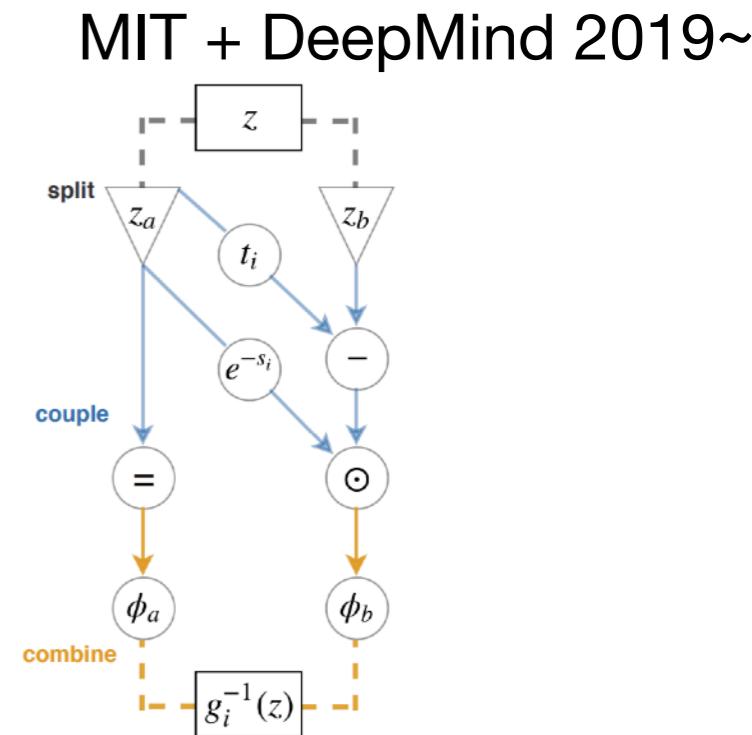 MIT + DeepMind 2019~
z
split
z_a
z_b
t_i
−
e^{-s_i}
couple
=
⊙
ϕ_a
ϕ_b
combine
g_i^{-1}(z)